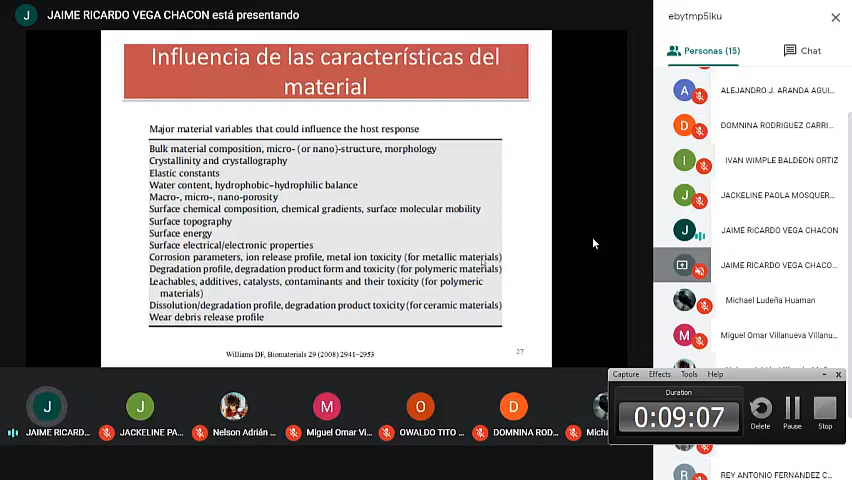 J JAIME RICARDO VEGA CHACON está presentando
Influencia de las características del
material
Major material variables that could influence the host response
Bulk material composition, micro- (or nano)-structure, morphology
Crystallinity and crystallography
Elastic constants
Water content, hydrophobic–hydrophilic balance
Macro-, micro-, nano-porosity
Surface chemical composition, chemical gradients, surface molecular mobility
Surface topography
Surface energy
Surface electrical/electronic properties
Corrosion parameters, ion release profile, metal ion toxicity (for metallic materials)
Degradation profile, degradation product form and toxicity (for polymeric materials)
Leachables, additives, catalysts, contaminants and their toxicity (for polymeric
materials)
Dissolution/degradation profile, degradation product toxicity (for ceramic materials)
Wear debris release profile
Williams DF, Biomaterials 29 (2008) 2941–2953
27
J J M O D
JAIME RICARD... JACKELINE PA... Nelson Adrián ... Miguel Omar Vi... OWALDO TITO ... DOMNINA ROD... Micha
ebytmp5iku
Personas (15) Chat
A ALEJANDRO J. ARANDA AGUI...
D DOMNINA RODRIGUEZ CARRI...
I IVAN WIMPLE BALDEON ORTIZ
J JACKELINE PAOLA MOSQUER...
J JAIME RICARDO VEGA CHACON
JAIME RICARDO VEGA CHACO...
Michael Ludeña Huaman
M Miguel Omar Villanueva Villanu...
Capture Effects Tools Help
Duration
0:09:07
Delete Pause Stop
R REY ANTONIO FERNANDEZ C...